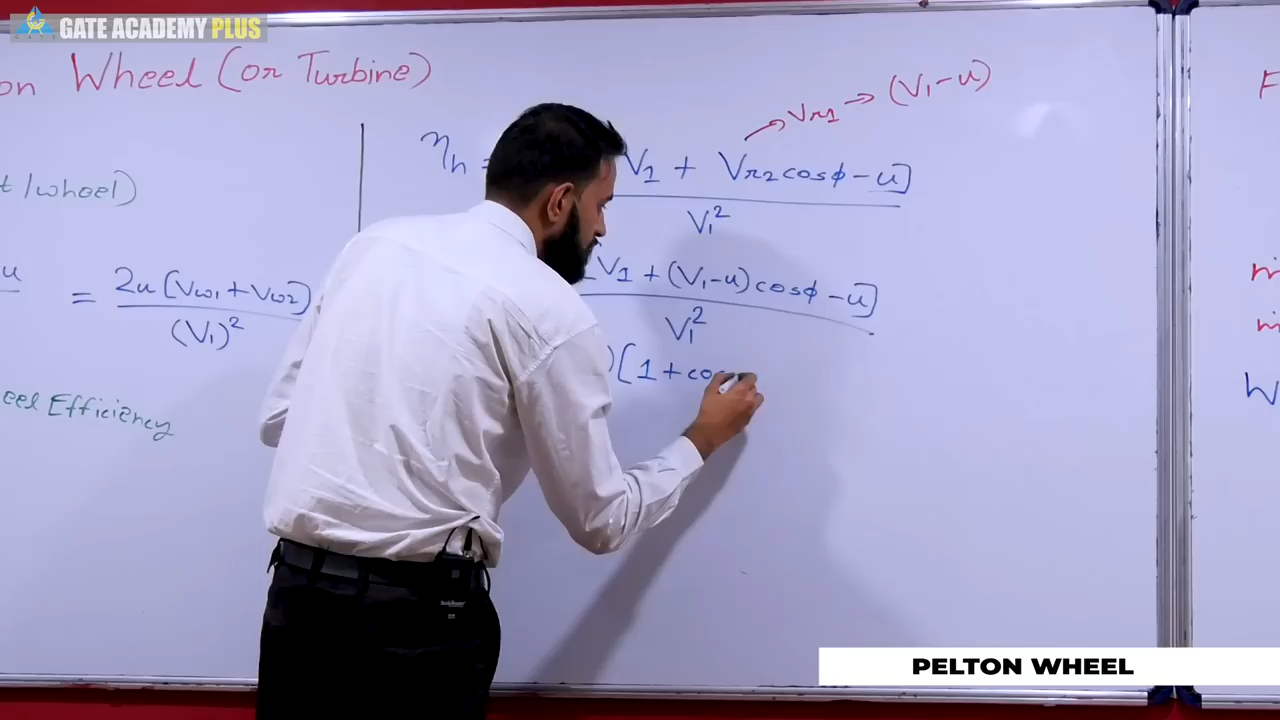 GATE ACADEMY PLUS
on Wheel (or Turbine)
t/wheel)
u
= 2u [Vw1 + Vw2]
(V1)²
eel Efficiency
ηh =
→ Vr1 → (V1 - u)
V1 + Vr2 cosϕ - u]
V1²
[V1 + (V1 - u) cosϕ - u]
V1²
)[1 + co
F
ṁ
ṁ
W
PELTON WHEEL